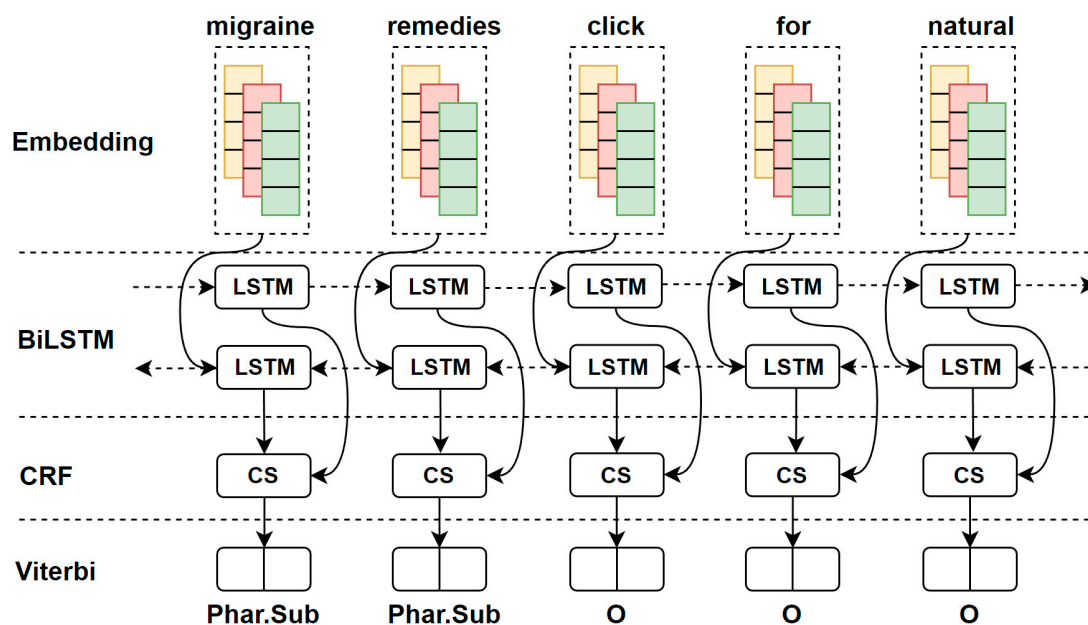 migraine remedies click for natural
Embedding
LSTM LSTM LSTM LSTM LSTM
BiLSTM
LSTM LSTM LSTM LSTM LSTM
CRF CS CS CS CS CS
Viterbi
Phar.Sub Phar.Sub O O O